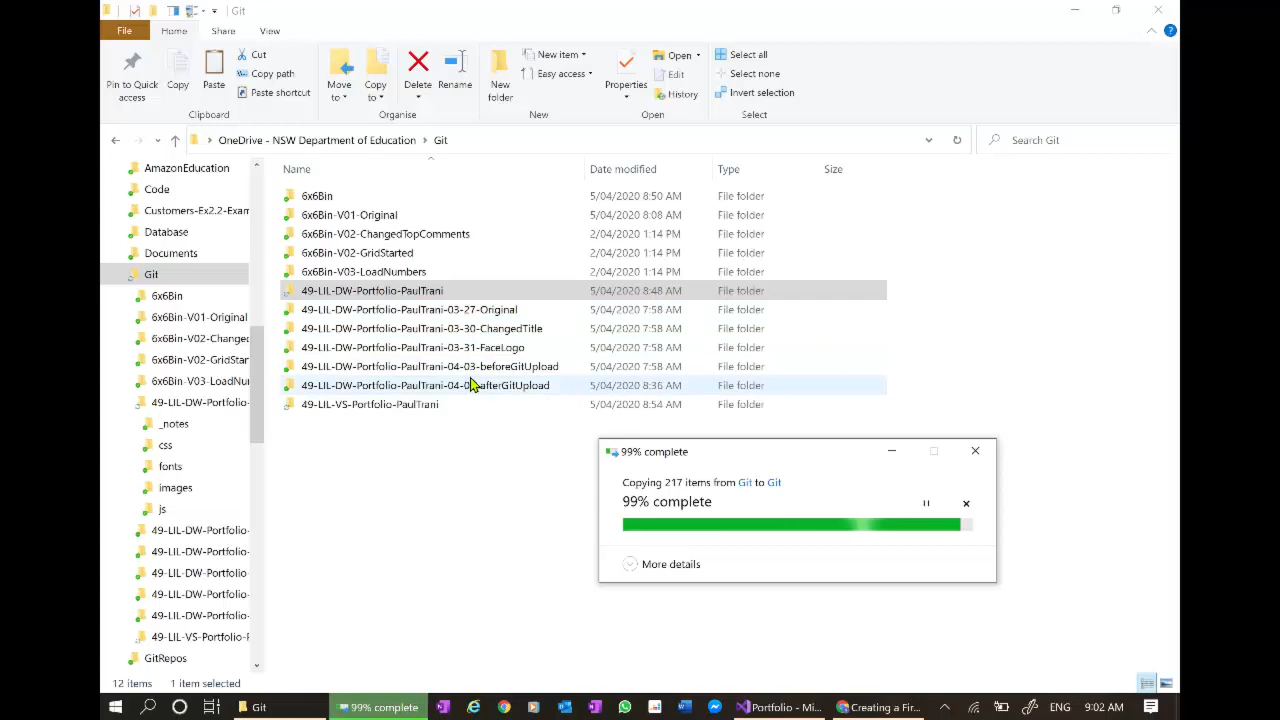 Git
File Home Share View
Pin to Quick access
Copy
Paste
Cut
Copy path
Paste shortcut
Clipboard
Move to
Copy to
Delete
Rename
Organise
New folder
New item
Easy access
New
Properties
Open
Edit
History
Open
Select all
Select none
Invert selection
Select
OneDrive - NSW Department of Education > Git
Search Git
AmazonEducation
Code
Customers-Ex2.2-Exam
Database
Documents
Git
6x6Bin
6x6Bin-V01-Original
6x6Bin-V02-Changed
6x6Bin-V02-GridStar
6x6Bin-V03-LoadNu
49-LIL-DW-Portfolio-
_notes
css
fonts
images
js
49-LIL-DW-Portfolio-
49-LIL-DW-Portfolio-
49-LIL-DW-Portfolio-
49-LIL-DW-Portfolio-
49-LIL-DW-Portfolio-
49-LIL-VS-Portfolio-P
GitRepos
Name Date modified Type Size
6x6Bin 5/04/2020 8:50 AM File folder
6x6Bin-V01-Original 5/04/2020 8:08 AM File folder
6x6Bin-V02-ChangedTopComments 2/04/2020 1:14 PM File folder
6x6Bin-V02-GridStarted 2/04/2020 1:14 PM File folder
6x6Bin-V03-LoadNumbers 2/04/2020 1:14 PM File folder
49-LIL-DW-Portfolio-PaulTrani 5/04/2020 8:48 AM File folder
49-LIL-DW-Portfolio-PaulTrani-03-27-Original 5/04/2020 7:58 AM File folder
49-LIL-DW-Portfolio-PaulTrani-03-30-ChangedTitle 5/04/2020 7:58 AM File folder
49-LIL-DW-Portfolio-PaulTrani-03-31-FaceLogo 5/04/2020 7:58 AM File folder
49-LIL-DW-Portfolio-PaulTrani-04-03-beforeGitUpload 5/04/2020 7:58 AM File folder
49-LIL-DW-Portfolio-PaulTrani-04-0 afterGitUpload 5/04/2020 8:36 AM File folder
49-LIL-VS-Portfolio-PaulTrani 5/04/2020 8:54 AM File folder
99% complete
Copying 217 items from Git to Git
99% complete
More details
12 items 1 item selected
Git
99% complete
Portfolio - Mi...
Creating a Fir...
ENG
9:02 AM